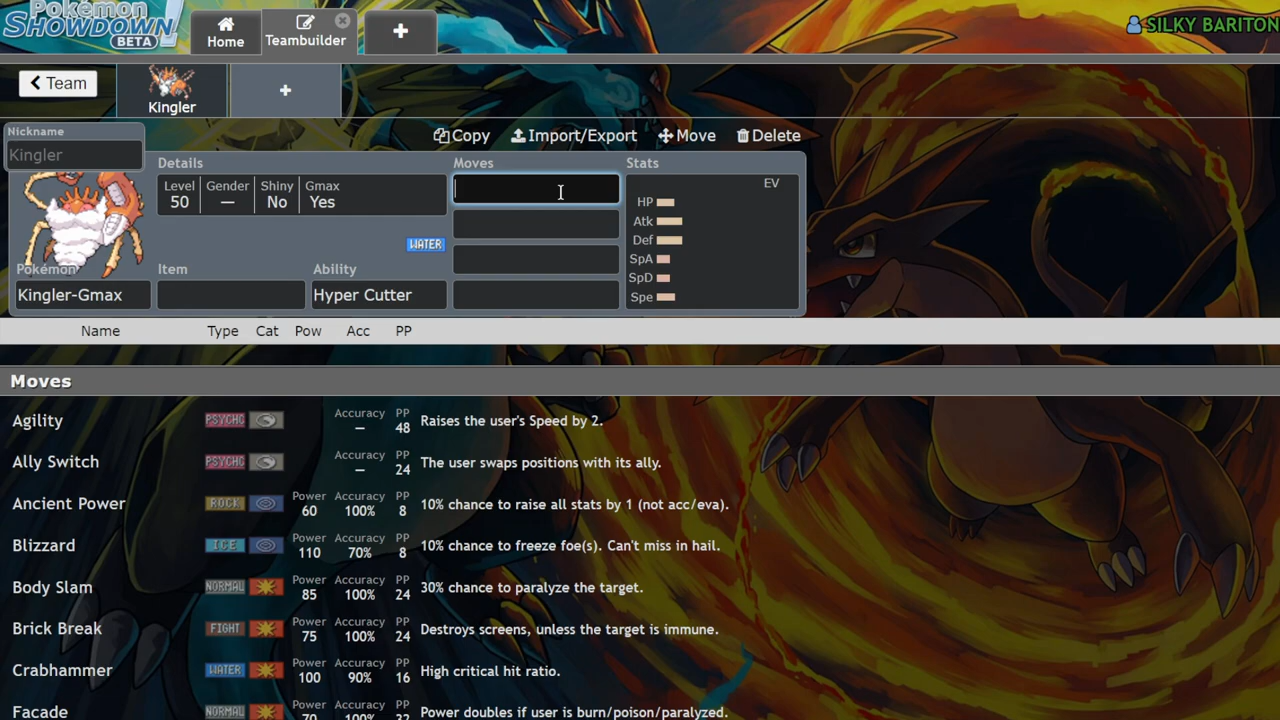 Pokémon
SHOWDOWN!
BETA
Home
Teambuilder
SILKY BARITON
Team
Kingler
Copy
Import/Export
Move
Delete
Nickname
Kingler
Details
Moves
Stats
Level
Gender
Shiny
Gmax
50
—
No
Yes
EV
HP
Atk
Def
SpA
SpD
Spe
WATER
Pokémon
Item
Ability
Kingler-Gmax
Hyper Cutter
Name Type Cat Pow Acc PP
Moves
Agility PSYCHC Accuracy — PP 48 Raises the user's Speed by 2.
Ally Switch PSYCHC Accuracy — PP 24 The user swaps positions with its ally.
Ancient Power ROCK Power 60 Accuracy 100% PP 8 10% chance to raise all stats by 1 (not acc/eva).
Blizzard ICE Power 110 Accuracy 70% PP 8 10% chance to freeze foe(s). Can't miss in hail.
Body Slam NORMAL Power 85 Accuracy 100% PP 24 30% chance to paralyze the target.
Brick Break FIGHT Power 75 Accuracy 100% PP 24 Destroys screens, unless the target is immune.
Crabhammer WATER Power 100 Accuracy 90% PP 16 High critical hit ratio.
Facade NORMAL Power 70 Accuracy 100% PP 32 Power doubles if user is burn/poison/paralyzed.